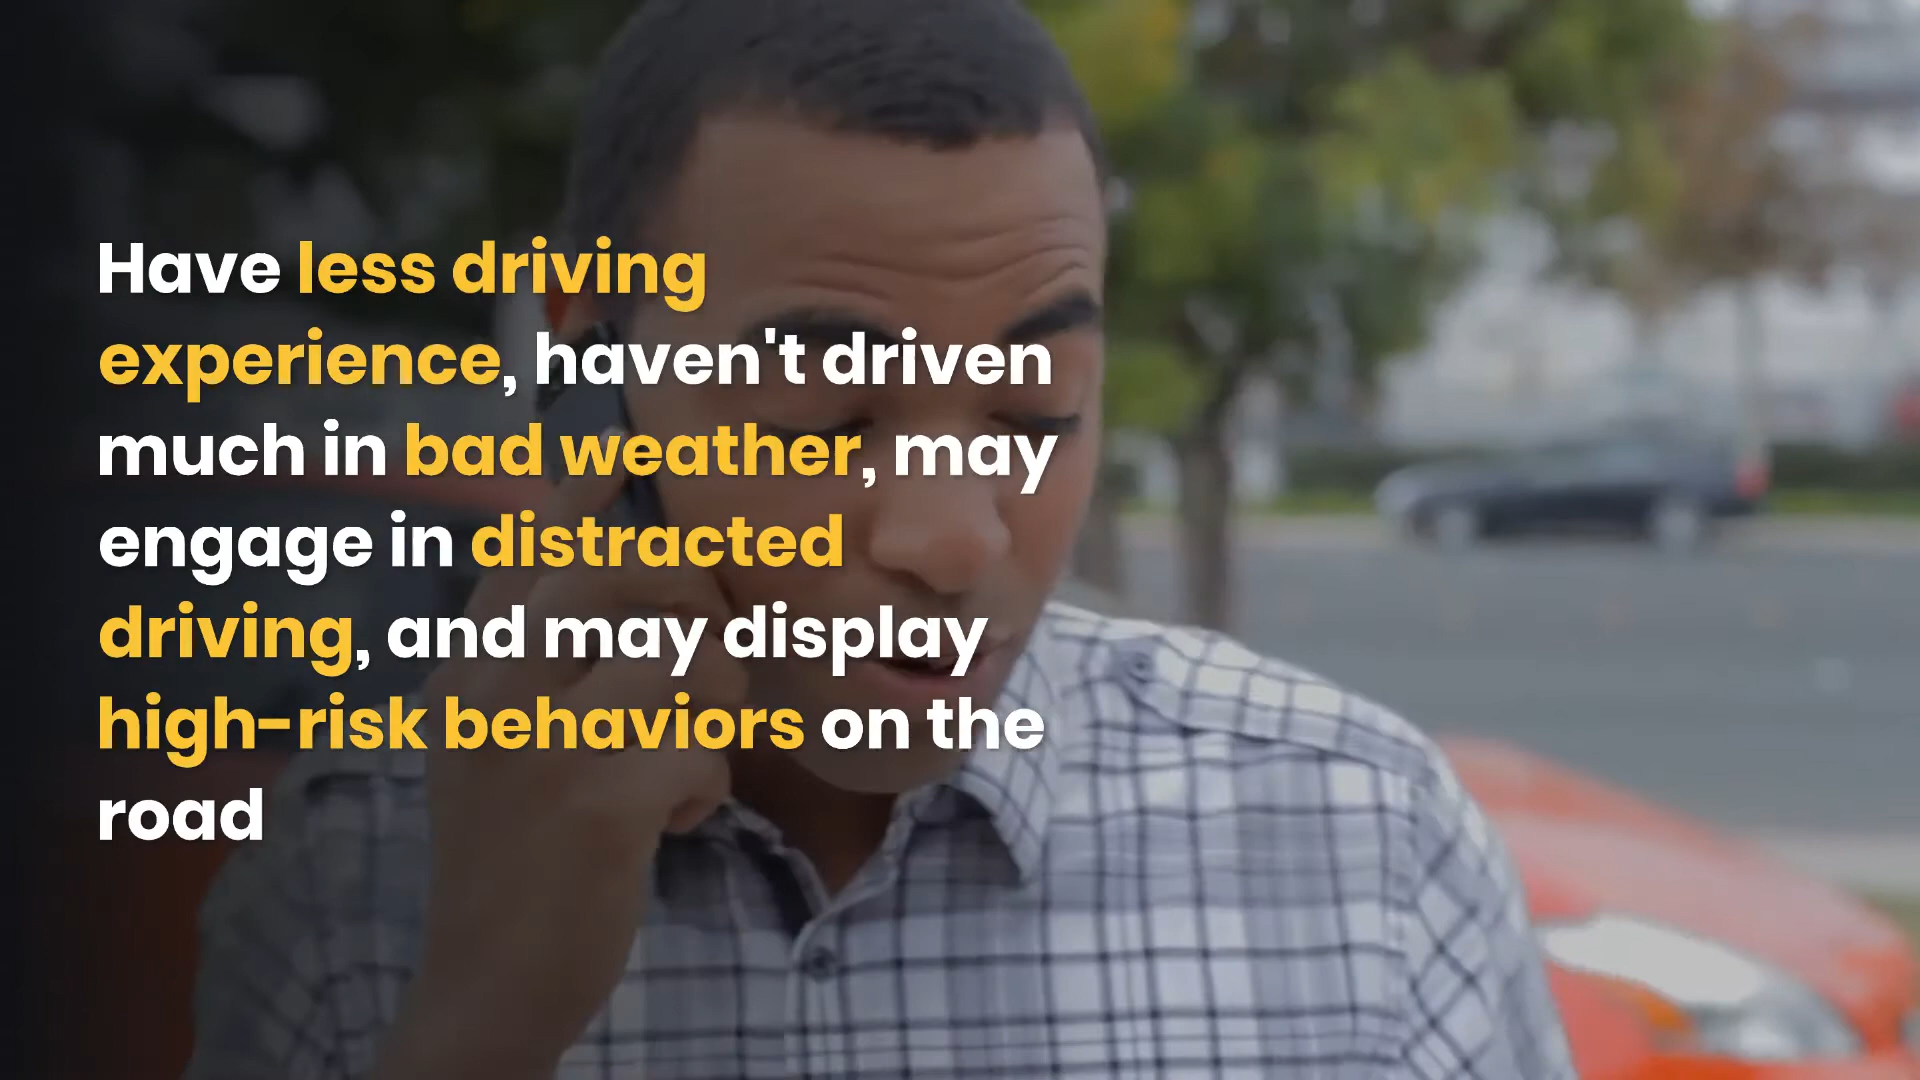 Have less driving
experience, haven't driven
much in bad weather, may
engage in distracted
driving, and may display
high-risk behaviors on the
road